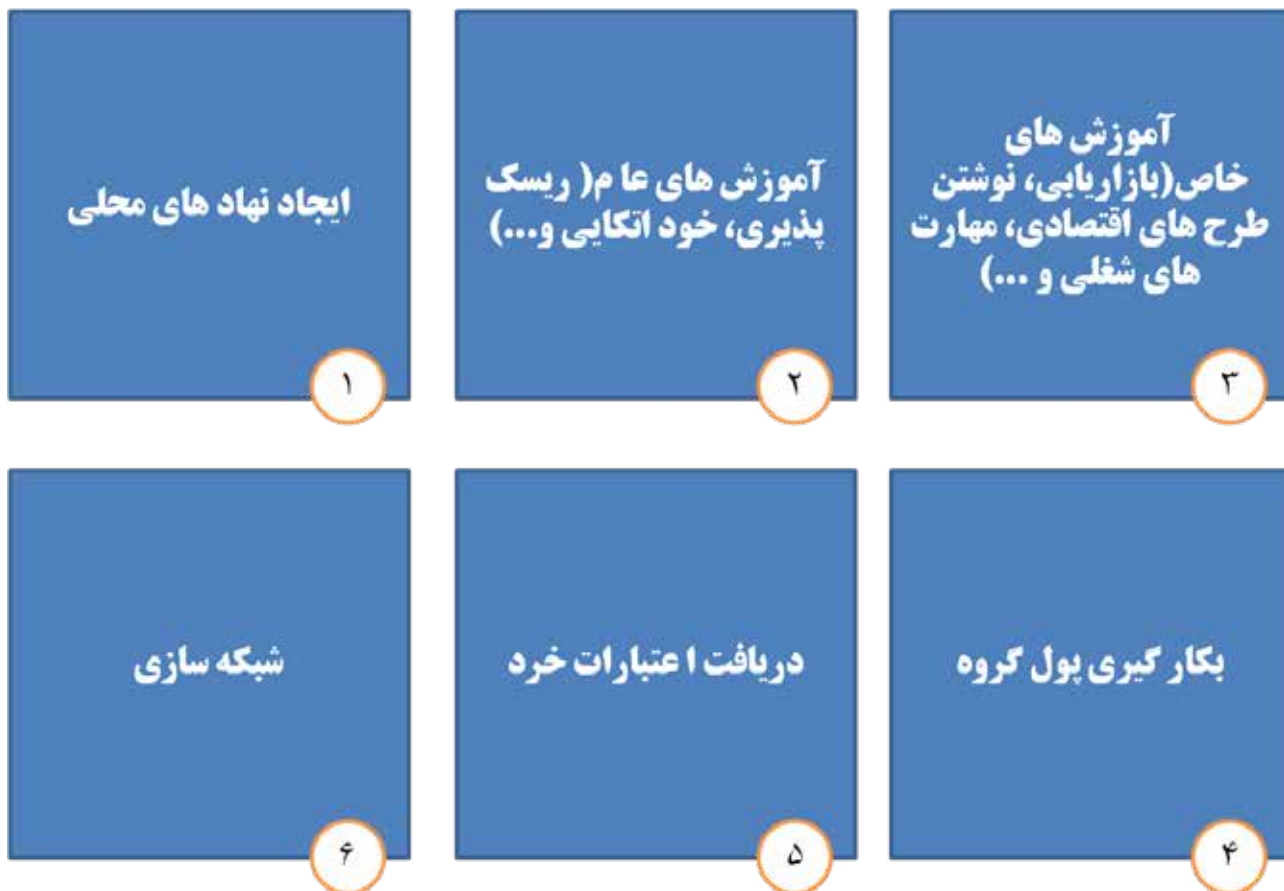 ایجاد نهاد های محلی
۱
آموزش های عا م( ریسک
پذیری، خود اتکایی و...)
۲
آموزش های
خاص(بازاریابی، نوشتن
طرح های اقتصادی، مهارت
های شغلی و ...)
۳
بکار گیری پول گروه
۴
دریافت ا عتبارات خرد
۵
شبکه سازی
۶